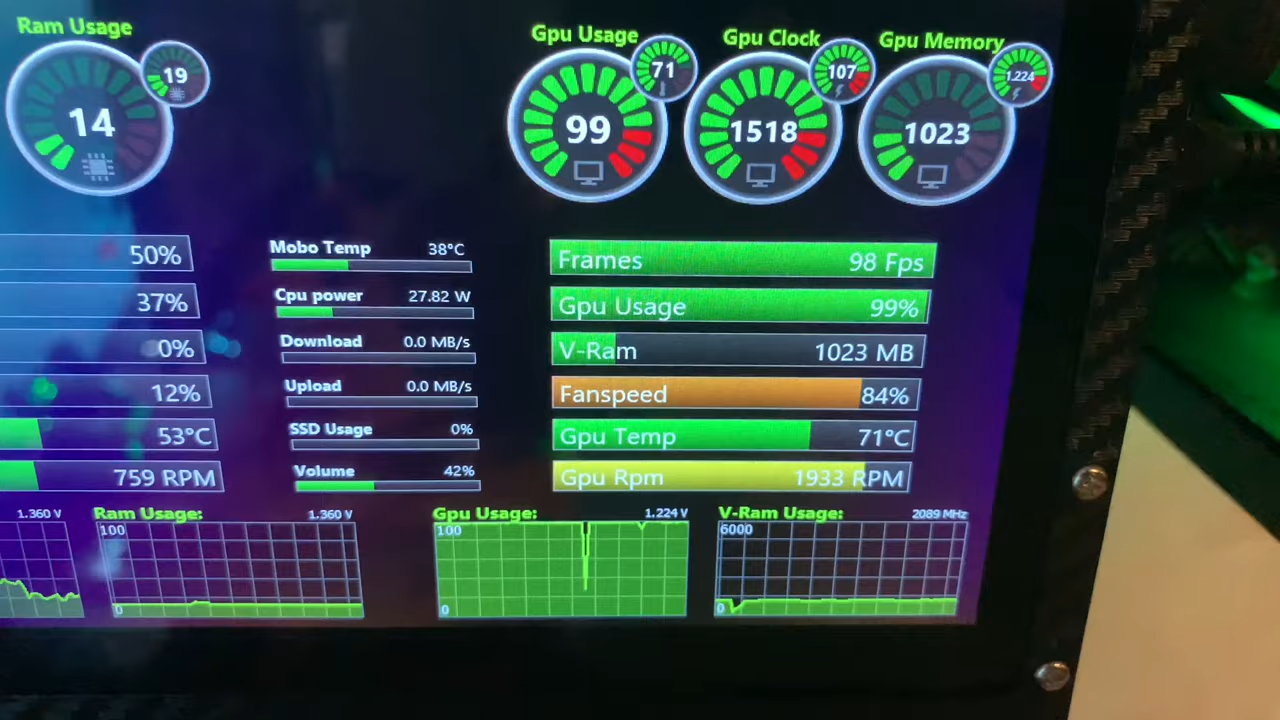 Ram Usage
14
19
Gpu Usage
99
71
Gpu Clock
1518
107
Gpu Memory
1023
1.224
50%
37%
0%
12%
53°C
759 RPM
Mobo Temp 38°C
Cpu power 27.82 W
Download 0.0 MB/s
Upload 0.0 MB/s
SSD Usage 0%
Volume 42%
Frames 98 Fps
Gpu Usage 99%
V-Ram 1023 MB
Fanspeed 84%
Gpu Temp 71°C
Gpu Rpm 1933 RPM
1.360 V
Ram Usage: 1.360 V
100
0
Gpu Usage: 1.224 V
100
0
V-Ram Usage: 2089 MHz
6000
0